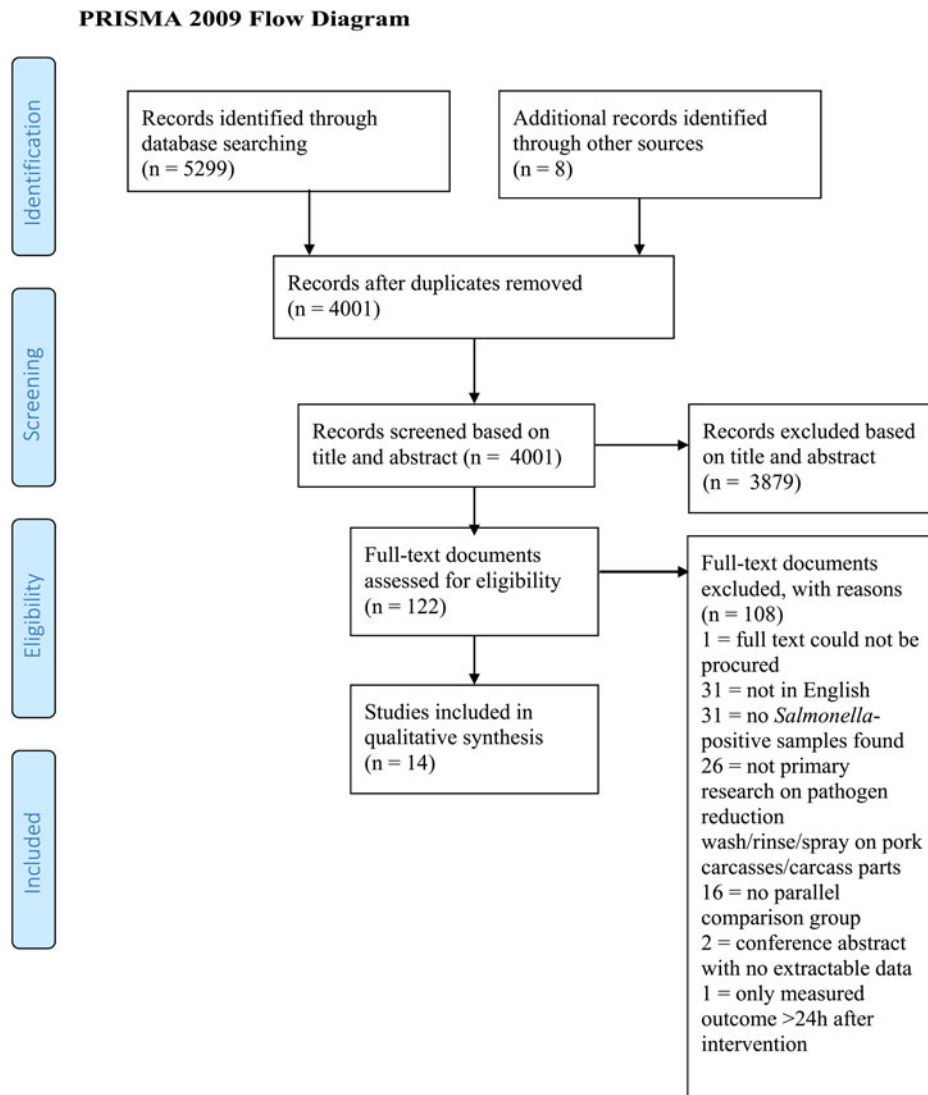 PRISMA 2009 Flow Diagram
Identification
Records identified through
database searching
(n = 5299)
Additional records identified
through other sources
(n = 8)
Records after duplicates removed
(n = 4001)
Screening
Records screened based on
title and abstract (n =  4001)
Records excluded based
on title and abstract
(n =  3879)
Eligibility
Full-text documents
assessed for eligibility
(n = 122)
Full-text documents
excluded, with reasons
(n = 108)
1 = full text could not be
procured
31 = not in English
31 = no Salmonella-
positive samples found
26 = not primary
research on pathogen
reduction
wash/rinse/spray on pork
carcasses/carcass parts
16 = no parallel
comparison group
2 = conference abstract
with no extractable data
1 = only measured
outcome >24h after
intervention
Studies included in
qualitative synthesis
(n = 14)
Included